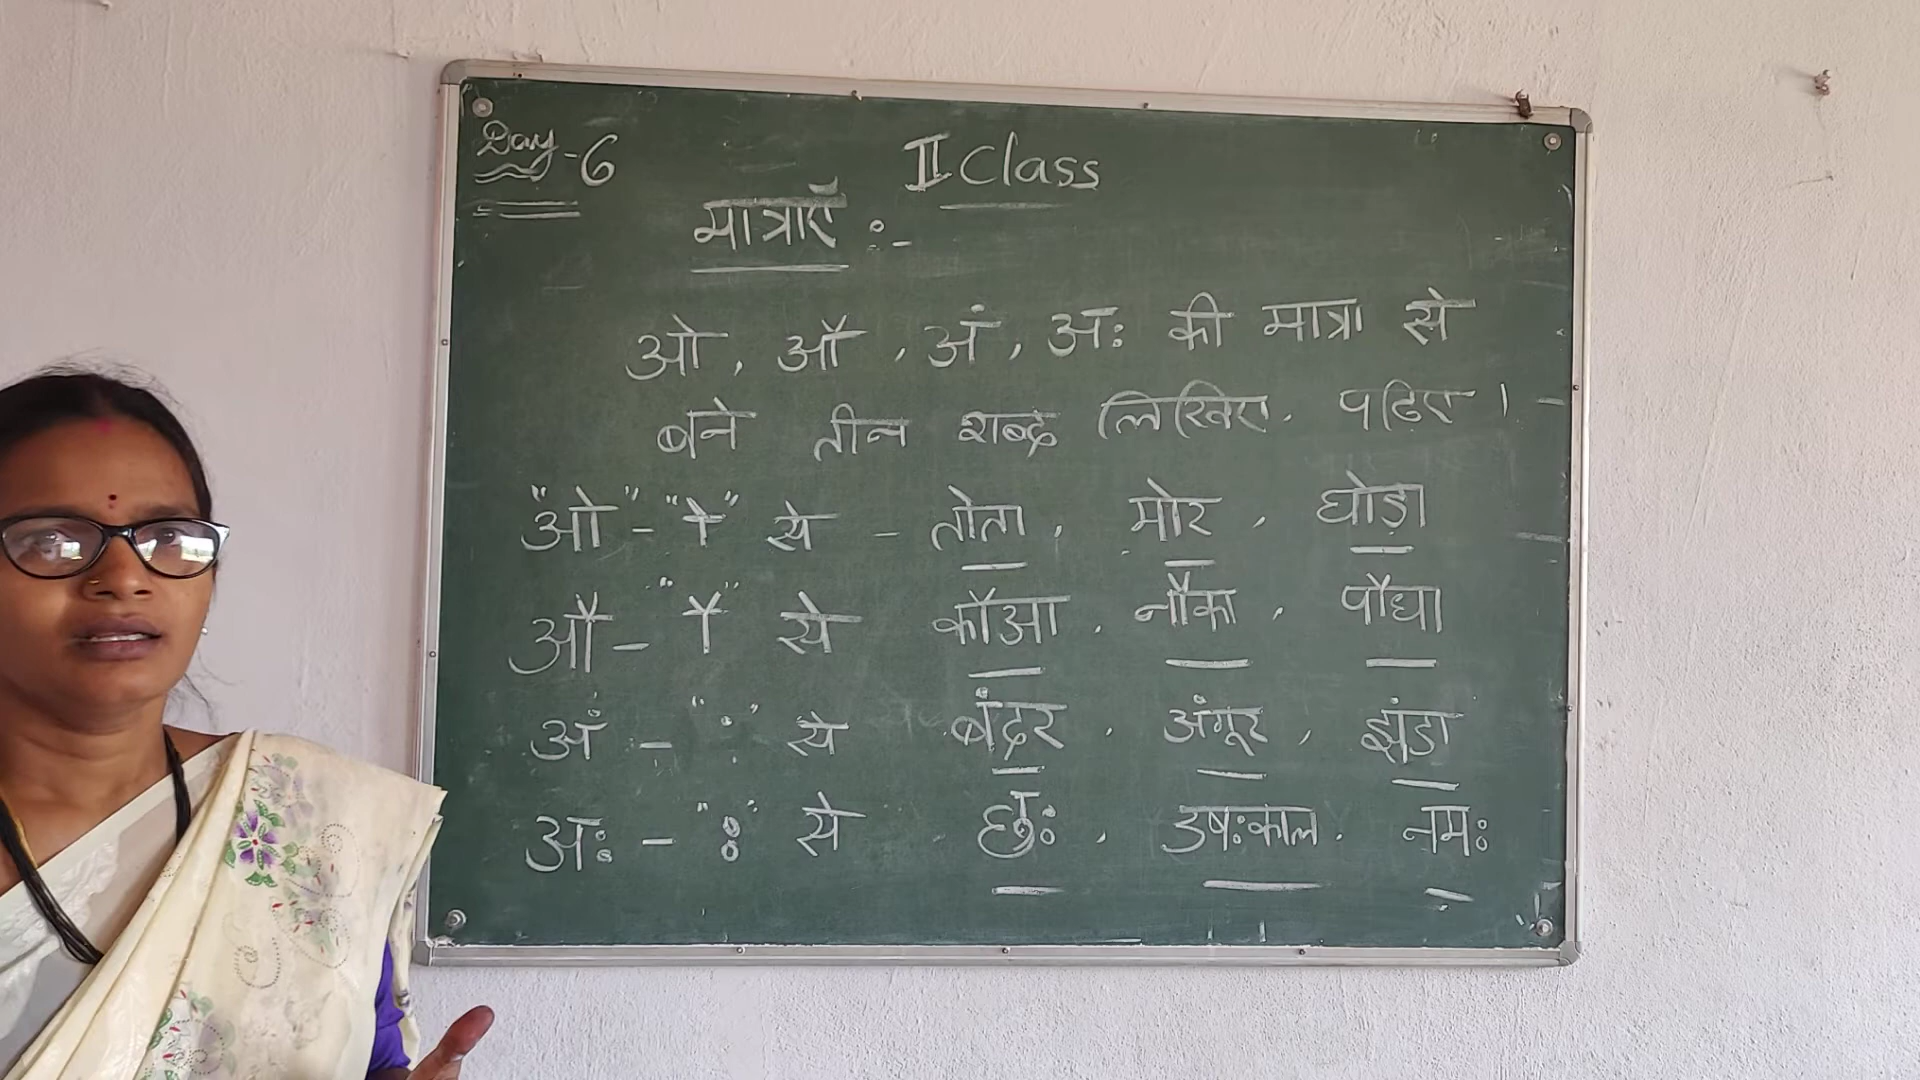 Day-6 II Class
मात्राएँ :-
ओ, औ, अं, अः की मात्रा से
बने तीन शब्द लिखिए, पढिए।
"ओ" - "ो" से - तोता, मोर, घोड़ा
औ - "ौ" से कौआ, नौका, पौधा
अं - "ं" से बंदर, अंगूर, झंडा
अः - "ः" से छः, उषःकाल, नमः